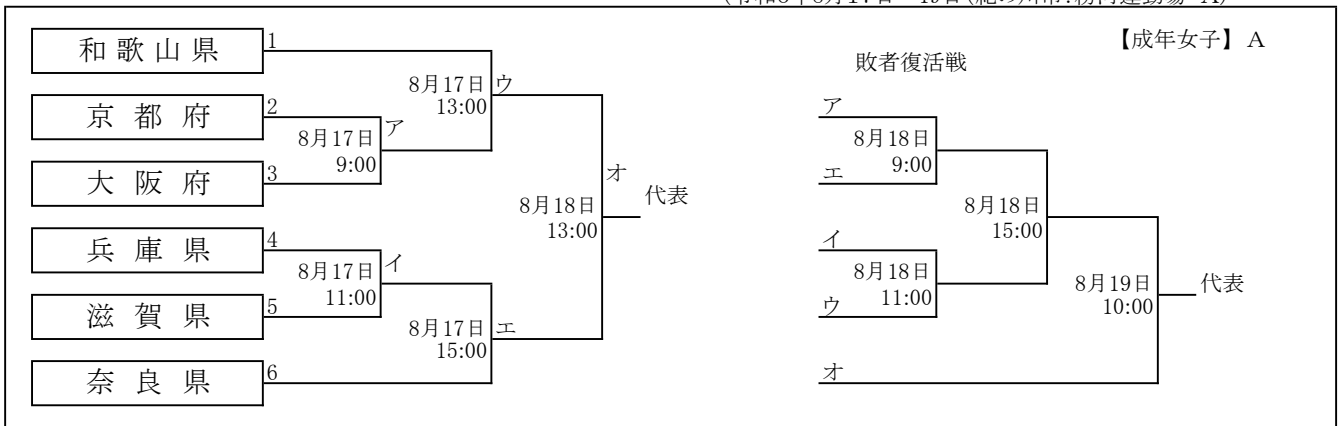 【成年女子】 A
和歌山県
1
京都府
2
大阪府
3
兵庫県
4
滋賀県
5
奈良県
6
8月17日
9:00
ア
8月17日
11:00
イ
8月17日
13:00
ウ
8月17日
15:00
エ
8月18日
13:00
オ
代表
敗者復活戦
ア
エ
8月18日
9:00
イ
ウ
8月18日
11:00
8月18日
15:00
オ
8月19日
10:00
代表